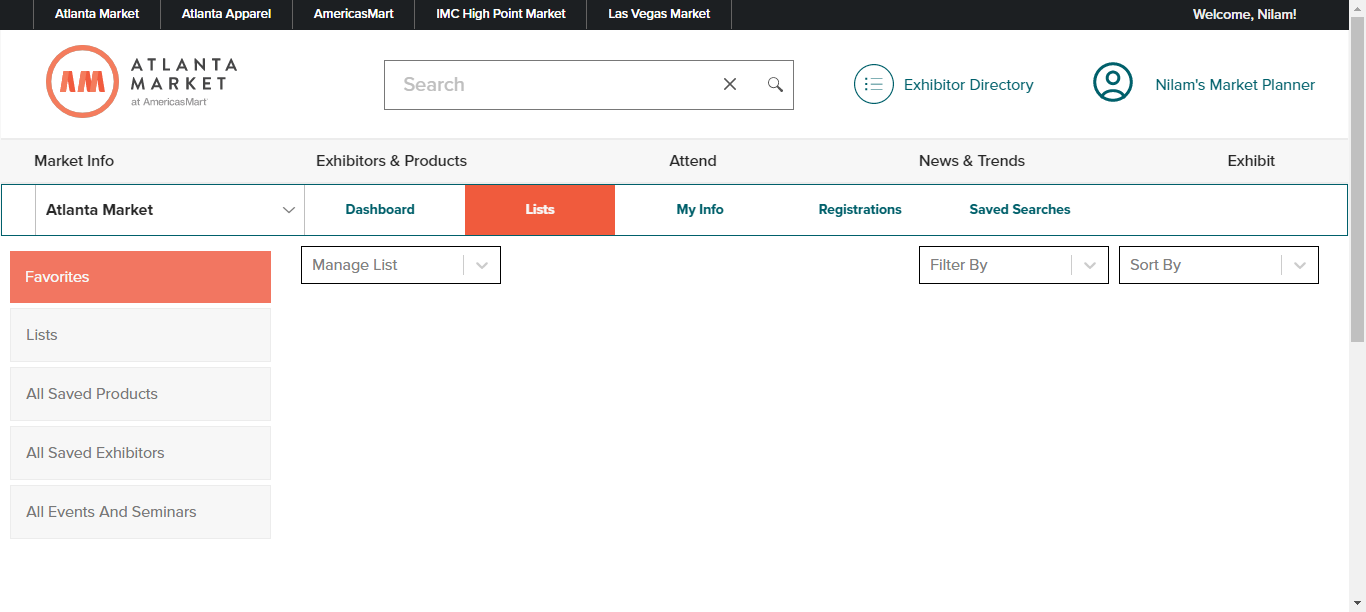 Atlanta Market Atlanta Apparel AmericasMart IMC High Point Market Las Vegas Market Welcome, Nilam!
AM ATLANTA
MARKET
at AmericasMart
Search
Exhibitor Directory
Nilam's Market Planner
Market Info Exhibitors & Products Attend News & Trends Exhibit
Atlanta Market Dashboard Lists My Info Registrations Saved Searches
Favorites
Lists
All Saved Products
All Saved Exhibitors
All Events And Seminars
Manage List Filter By Sort By